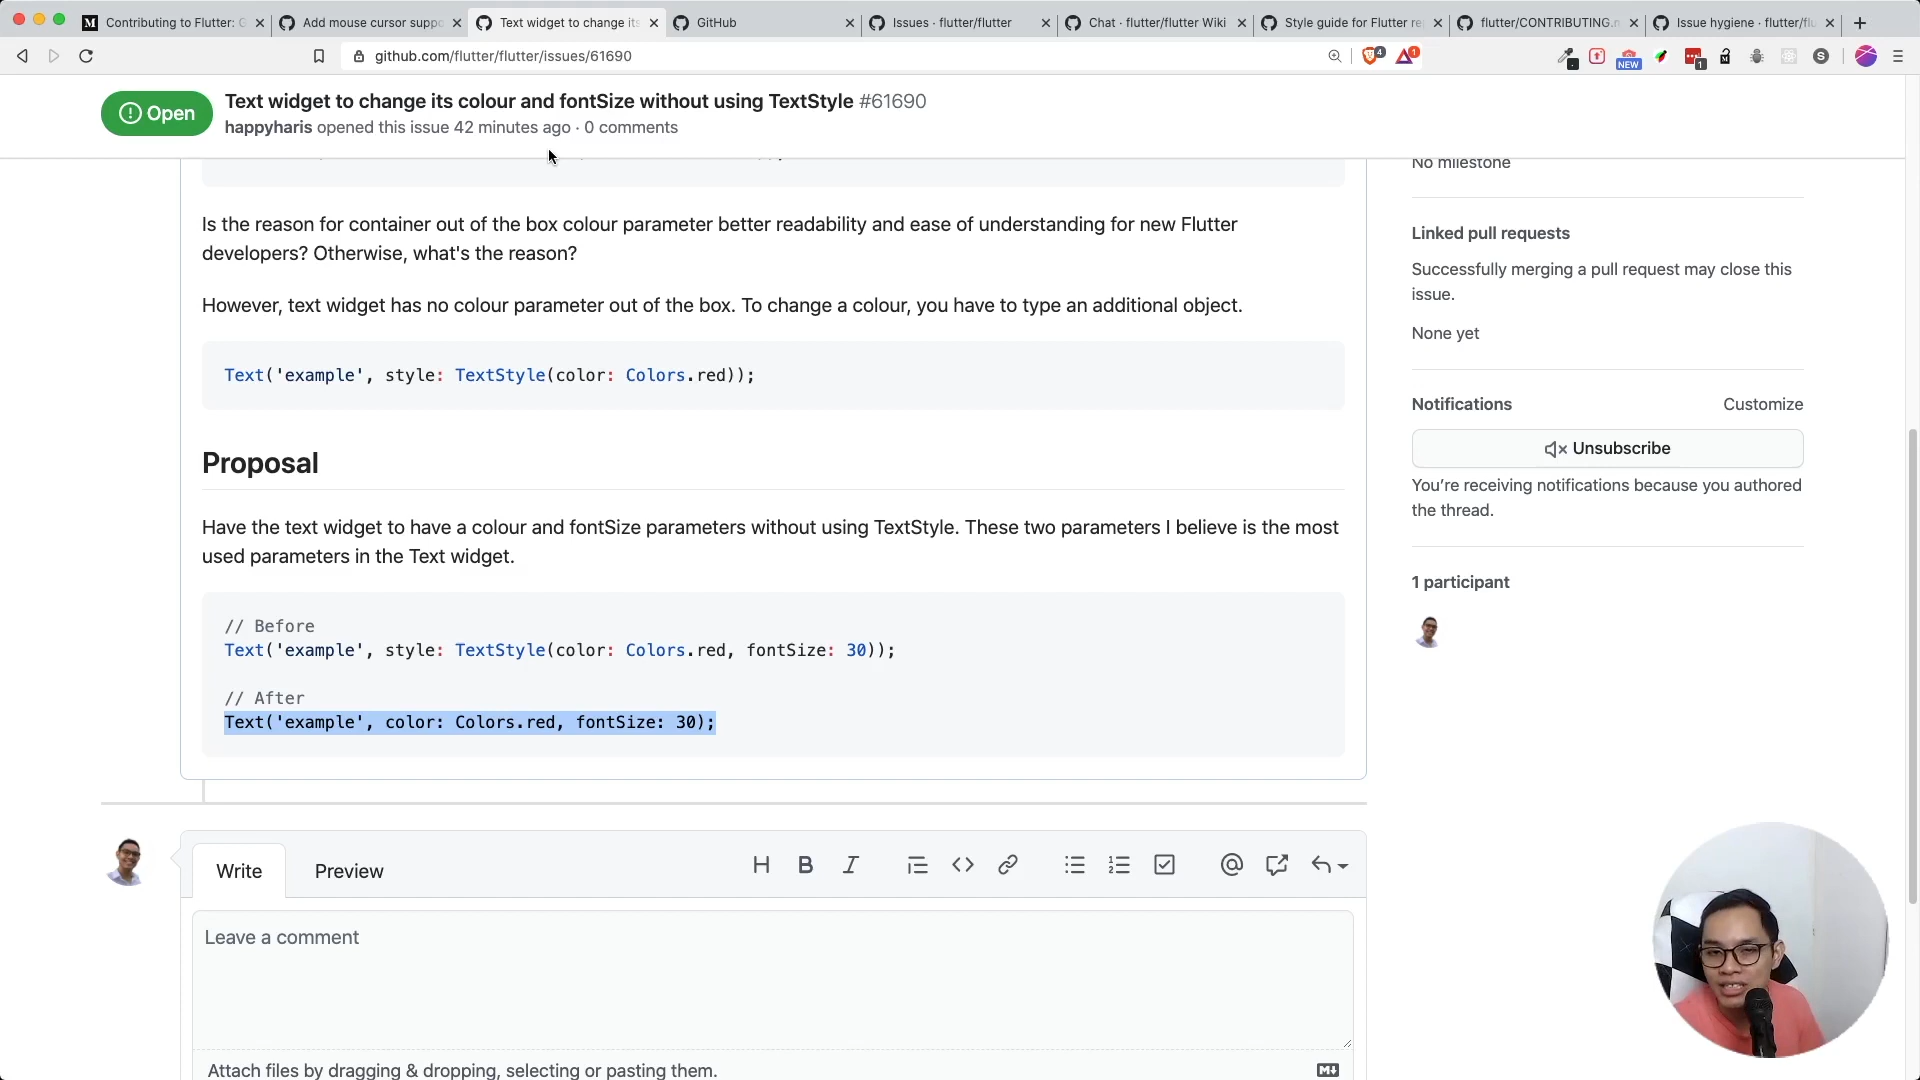 Contributing to Flutter: G
Add mouse cursor suppo
Text widget to change its
GitHub
Issues · flutter/flutter
Chat · flutter/flutter Wiki
Style guide for Flutter re
flutter/CONTRIBUTING.m
Issue hygiene · flutter/flu
github.com/flutter/flutter/issues/61690
4
1
NEW
1
S
Open
Text widget to change its colour and fontSize without using TextStyle #61690
happyharis opened this issue 42 minutes ago · 0 comments
No milestone
Is the reason for container out of the box colour parameter better readability and ease of understanding for new Flutter
developers? Otherwise, what's the reason?
However, text widget has no colour parameter out of the box. To change a colour, you have to type an additional object.
Text('example', style: TextStyle(color: Colors.red));
Proposal
Have the text widget to have a colour and fontSize parameters without using TextStyle. These two parameters I believe is the most
used parameters in the Text widget.
// Before
Text('example', style: TextStyle(color: Colors.red, fontSize: 30));
// After
Text('example', color: Colors.red, fontSize: 30);
Linked pull requests
Successfully merging a pull request may close this
issue.
None yet
Notifications
Customize
Unsubscribe
You're receiving notifications because you authored
the thread.
1 participant
Write
Preview
Leave a comment
Attach files by dragging & dropping, selecting or pasting them.